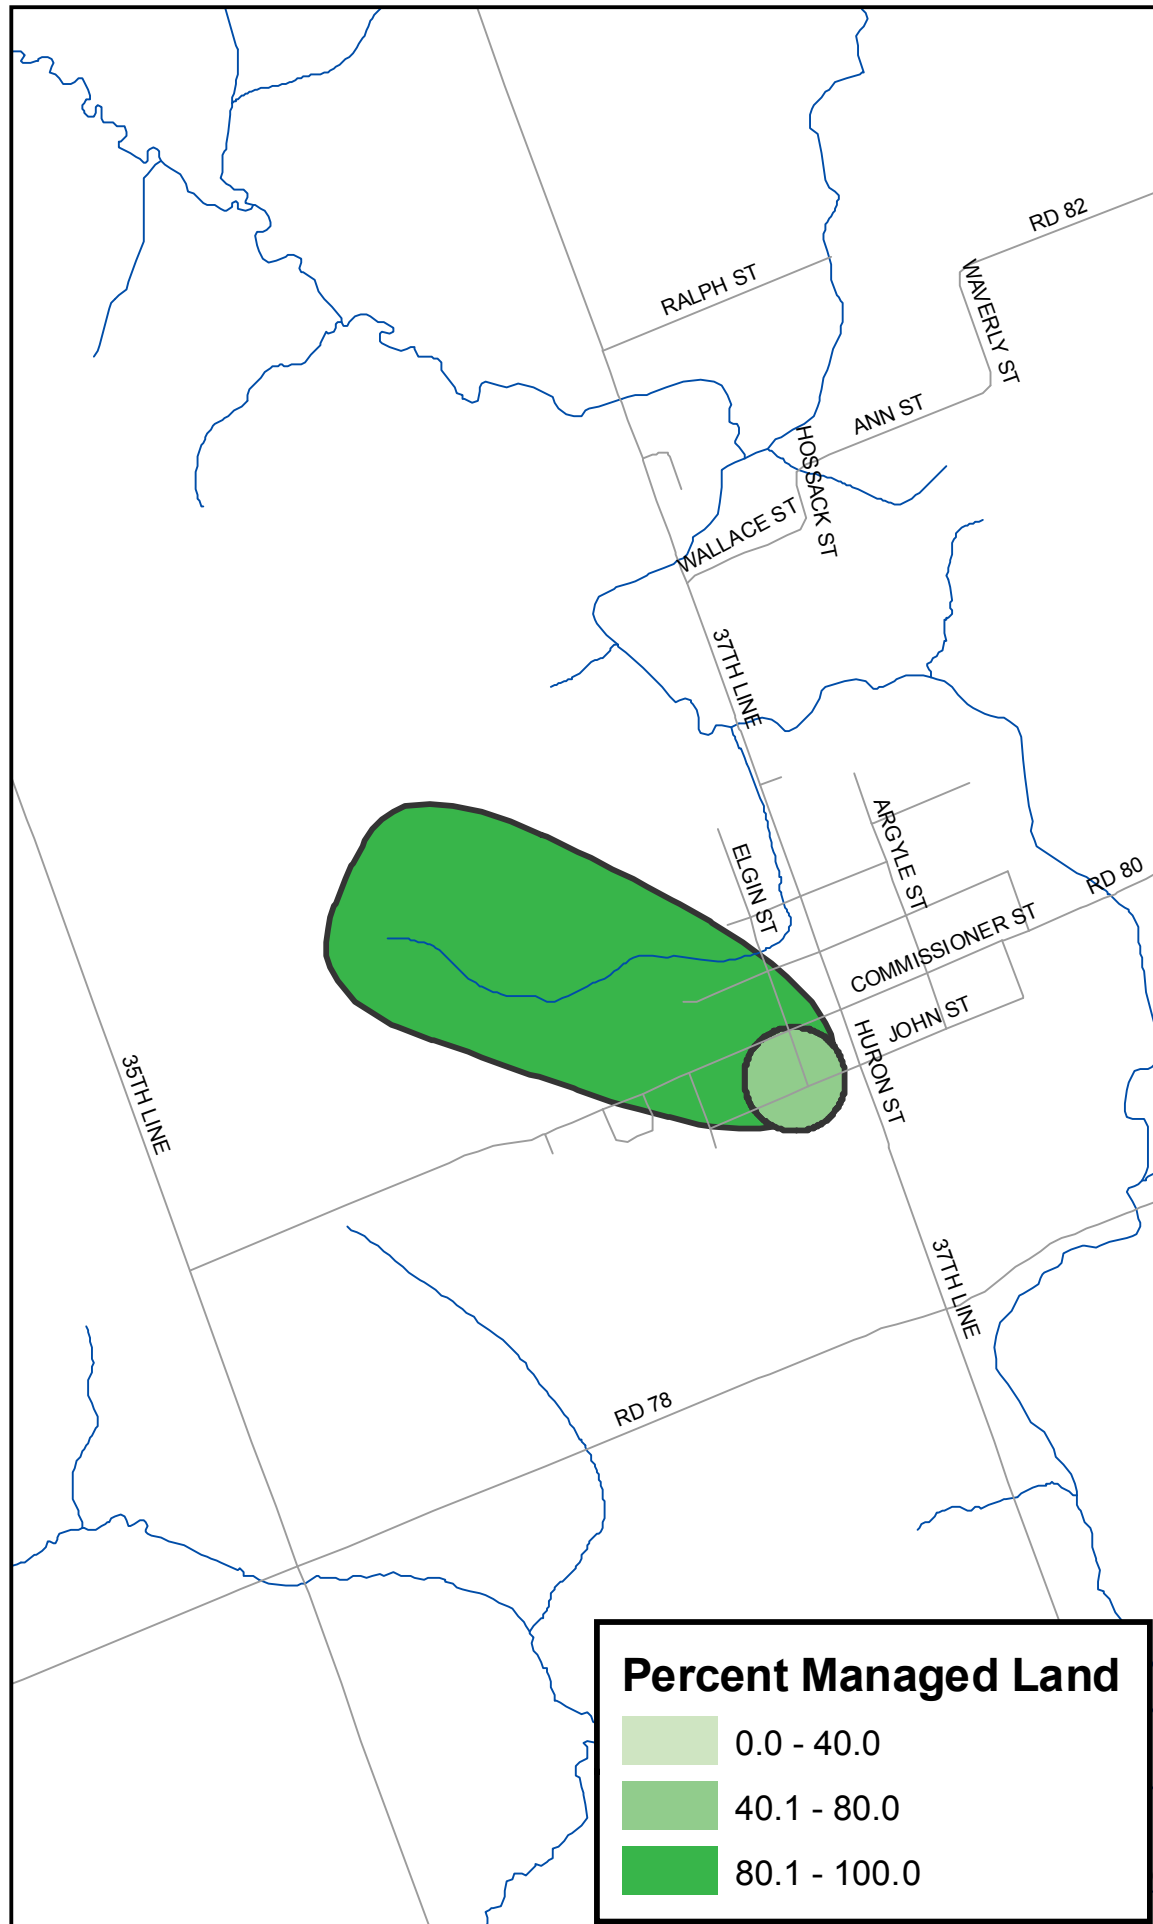 RD 82
RALPH ST
WAVERLY ST
ANN ST
HOSSACK ST
WALLACE ST
37TH LINE
ARGYLE ST
ELGIN ST
RD 80
COMMISSIONER ST
JOHN ST
HURON ST
35TH LINE
37TH LINE
RD 78
Percent Managed Land
0.0 - 40.0
40.1 - 80.0
80.1 - 100.0